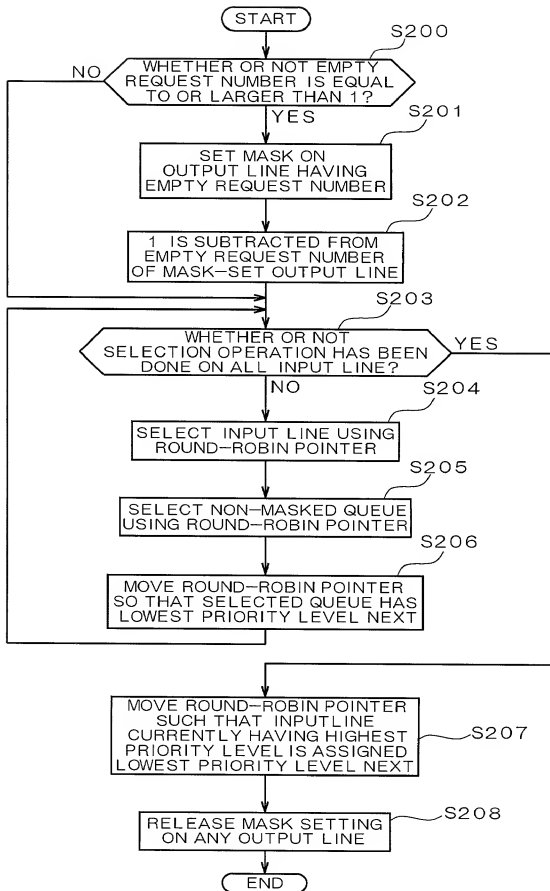 START
S200
WHETHER OR NOT EMPTY
REQUEST NUMBER IS EQUAL
TO OR LARGER THAN 1?
NO
YES
S201
SET MASK ON
OUTPUT LINE HAVING
EMPTY REQUEST NUMBER
S202
1 IS SUBTRACTED FROM
EMPTY REQUEST NUMBER
OF MASK-SET OUTPUT LINE
S203
WHETHER OR NOT
SELECTION OPERATION HAS BEEN
DONE ON ALL INPUT LINE?
YES
NO
S204
SELECT INPUT LINE USING
ROUND-ROBIN POINTER
S205
SELECT NON-MASKED QUEUE
USING ROUND-ROBIN POINTER
S206
MOVE ROUND-ROBIN POINTER
SO THAT SELECTED QUEUE HAS
LOWEST PRIORITY LEVEL NEXT
MOVE ROUND-ROBIN POINTER
SUCH THAT INPUTLINE
CURRENTLY HAVING HIGHEST
PRIORITY LEVEL IS ASSIGNED
LOWEST PRIORITY LEVEL NEXT
S207
RELEASE MASK SETTING
ON ANY OUTPUT LINE
S208
END